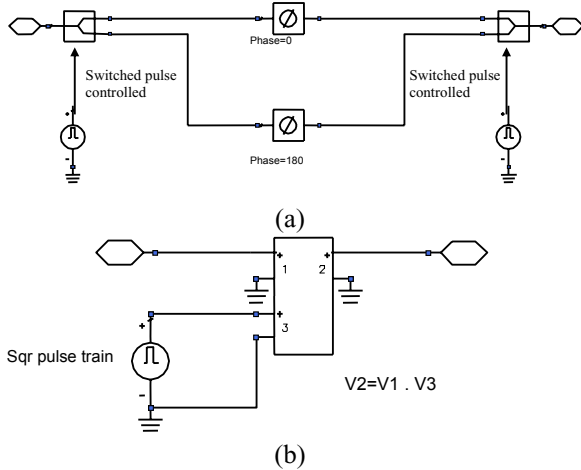 Phase=0
Switched pulse
controlled
Switched pulse
controlled
+
-
+
-
Phase=180
(a)
+
1
+
2
+
3
+
-
Sqr pulse train
V2=V1 . V3
(b)